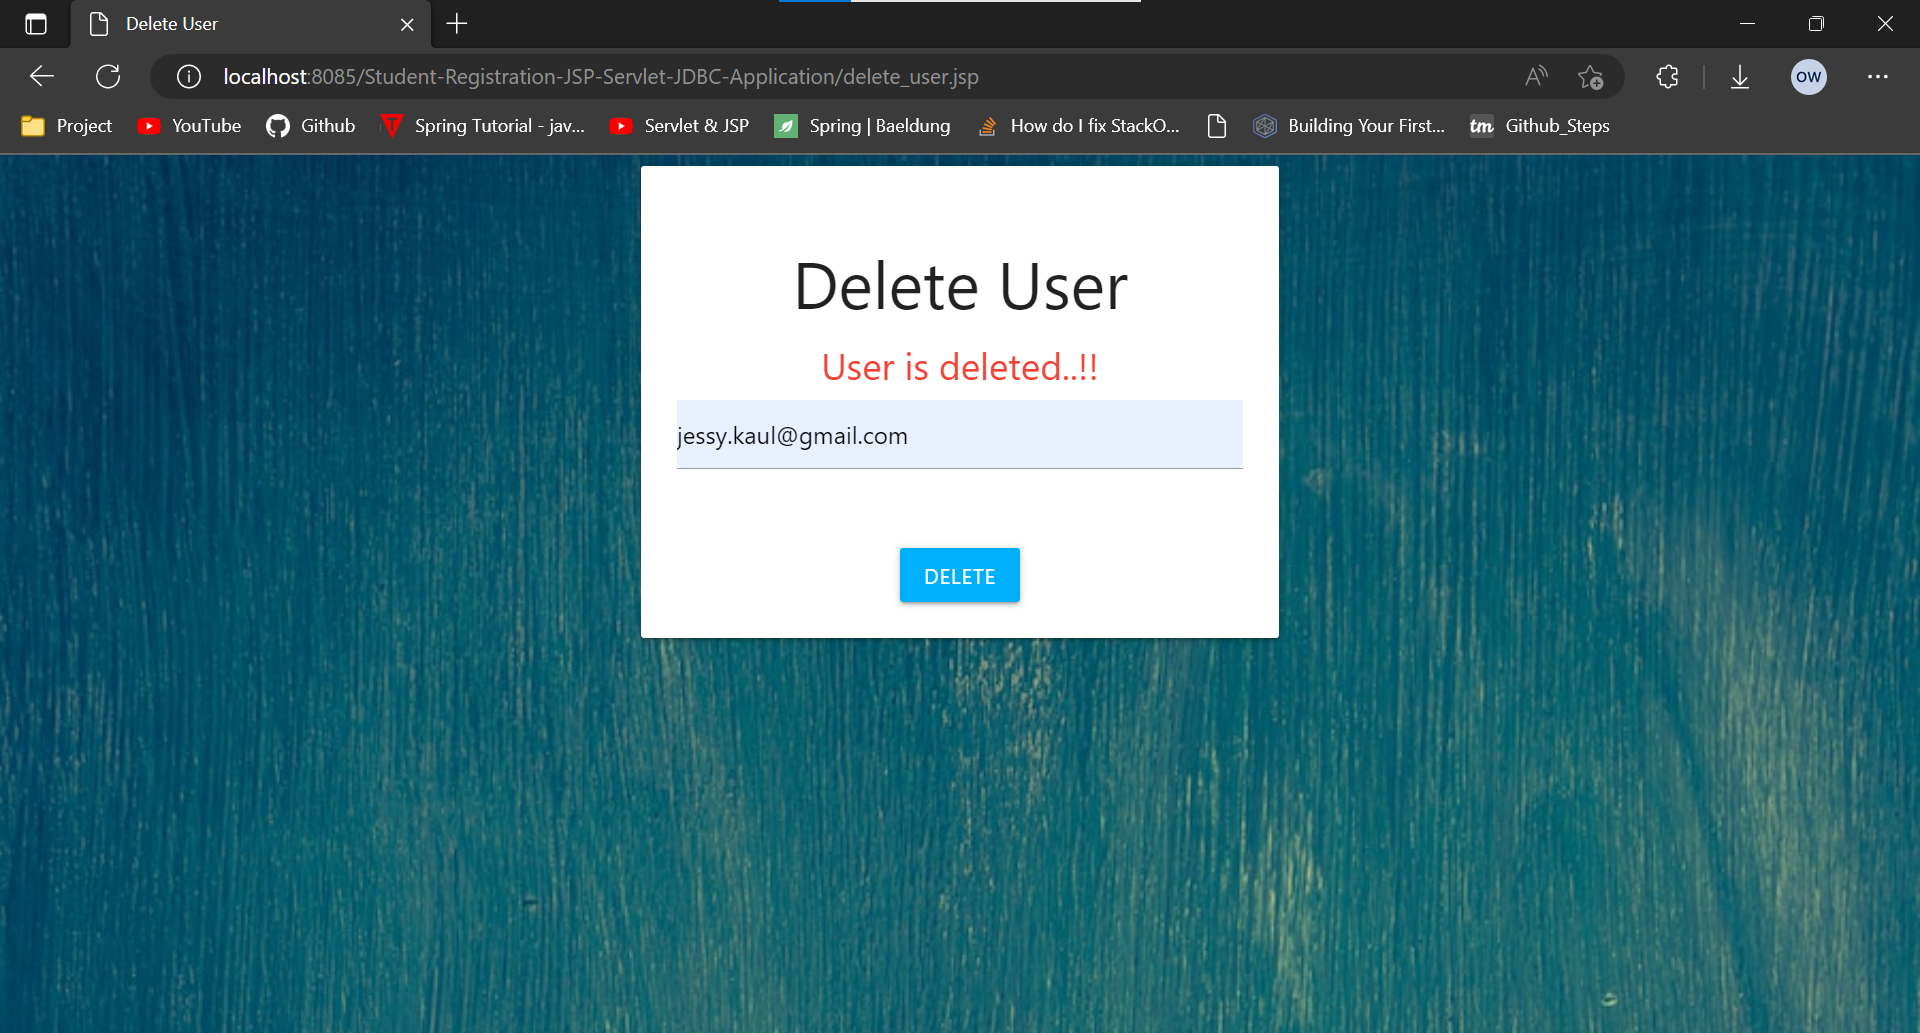 Delete User
localhost:8085/Student-Registration-JSP-Servlet-JDBC-Application/delete_user.jsp
A
OW
Project YouTube Github Spring Tutorial - jav... Servlet & JSP Spring | Baeldung How do I fix StackO... Building Your First... tm Github_Steps
Delete User
User is deleted..!!
jessy.kaul@gmail.com
DELETE